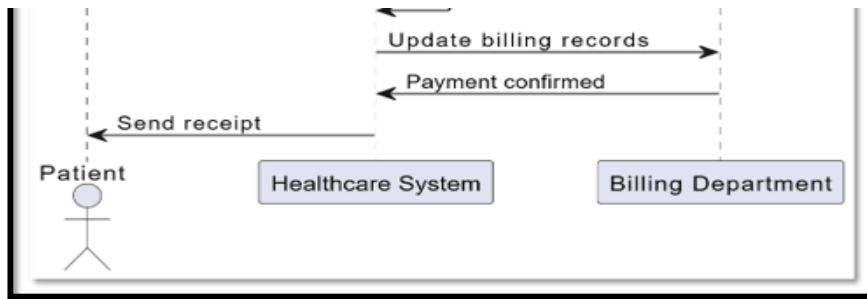 Update billing records
Payment confirmed
Send receipt
Patient
Healthcare System
Billing Department